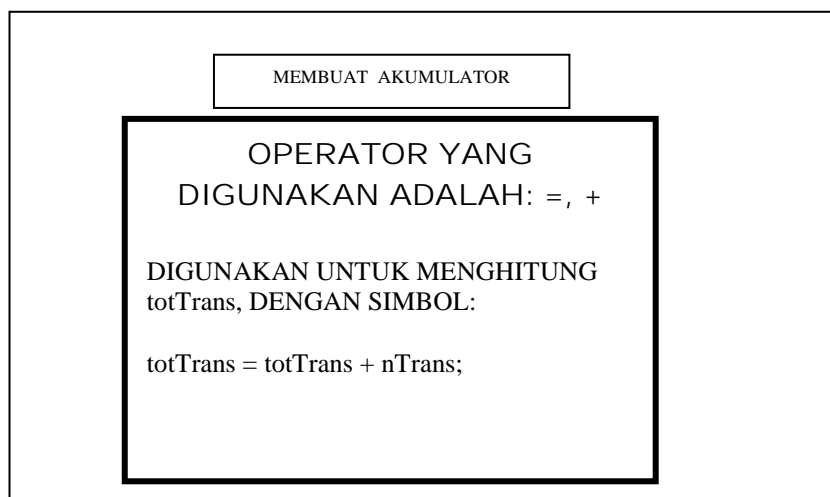 MEMBUAT AKUMULATOR
OPERATOR YANG
DIGUNAKAN ADALAH: =, +
DIGUNAKAN UNTUK MENGHITUNG
totTrans, DENGAN SIMBOL:
totTrans = totTrans + nTrans;